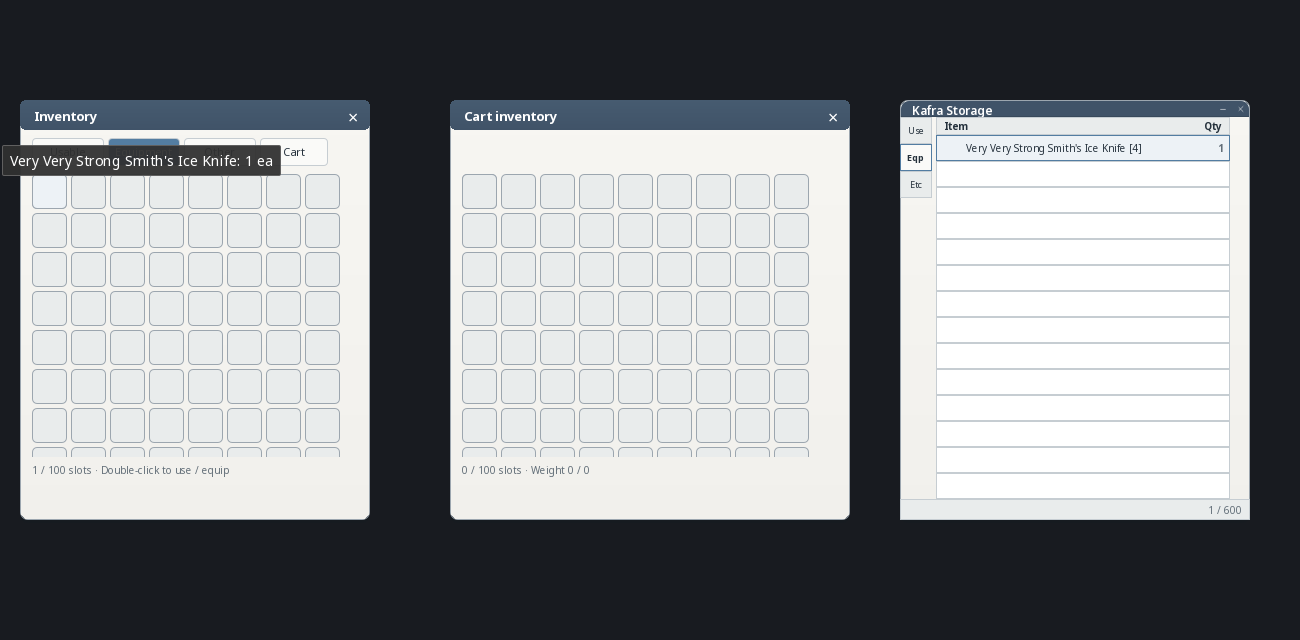 Inventory
×
Cart
Very Very Strong Smith's Ice Knife: 1 ea
1 / 100 slots · Double-click to use / equip
Cart inventory
×
0 / 100 slots · Weight 0 / 0
Kafra Storage
– ×
Use
Eqp
Etc
Item Qty
Very Very Strong Smith's Ice Knife [4] 1
1 / 600